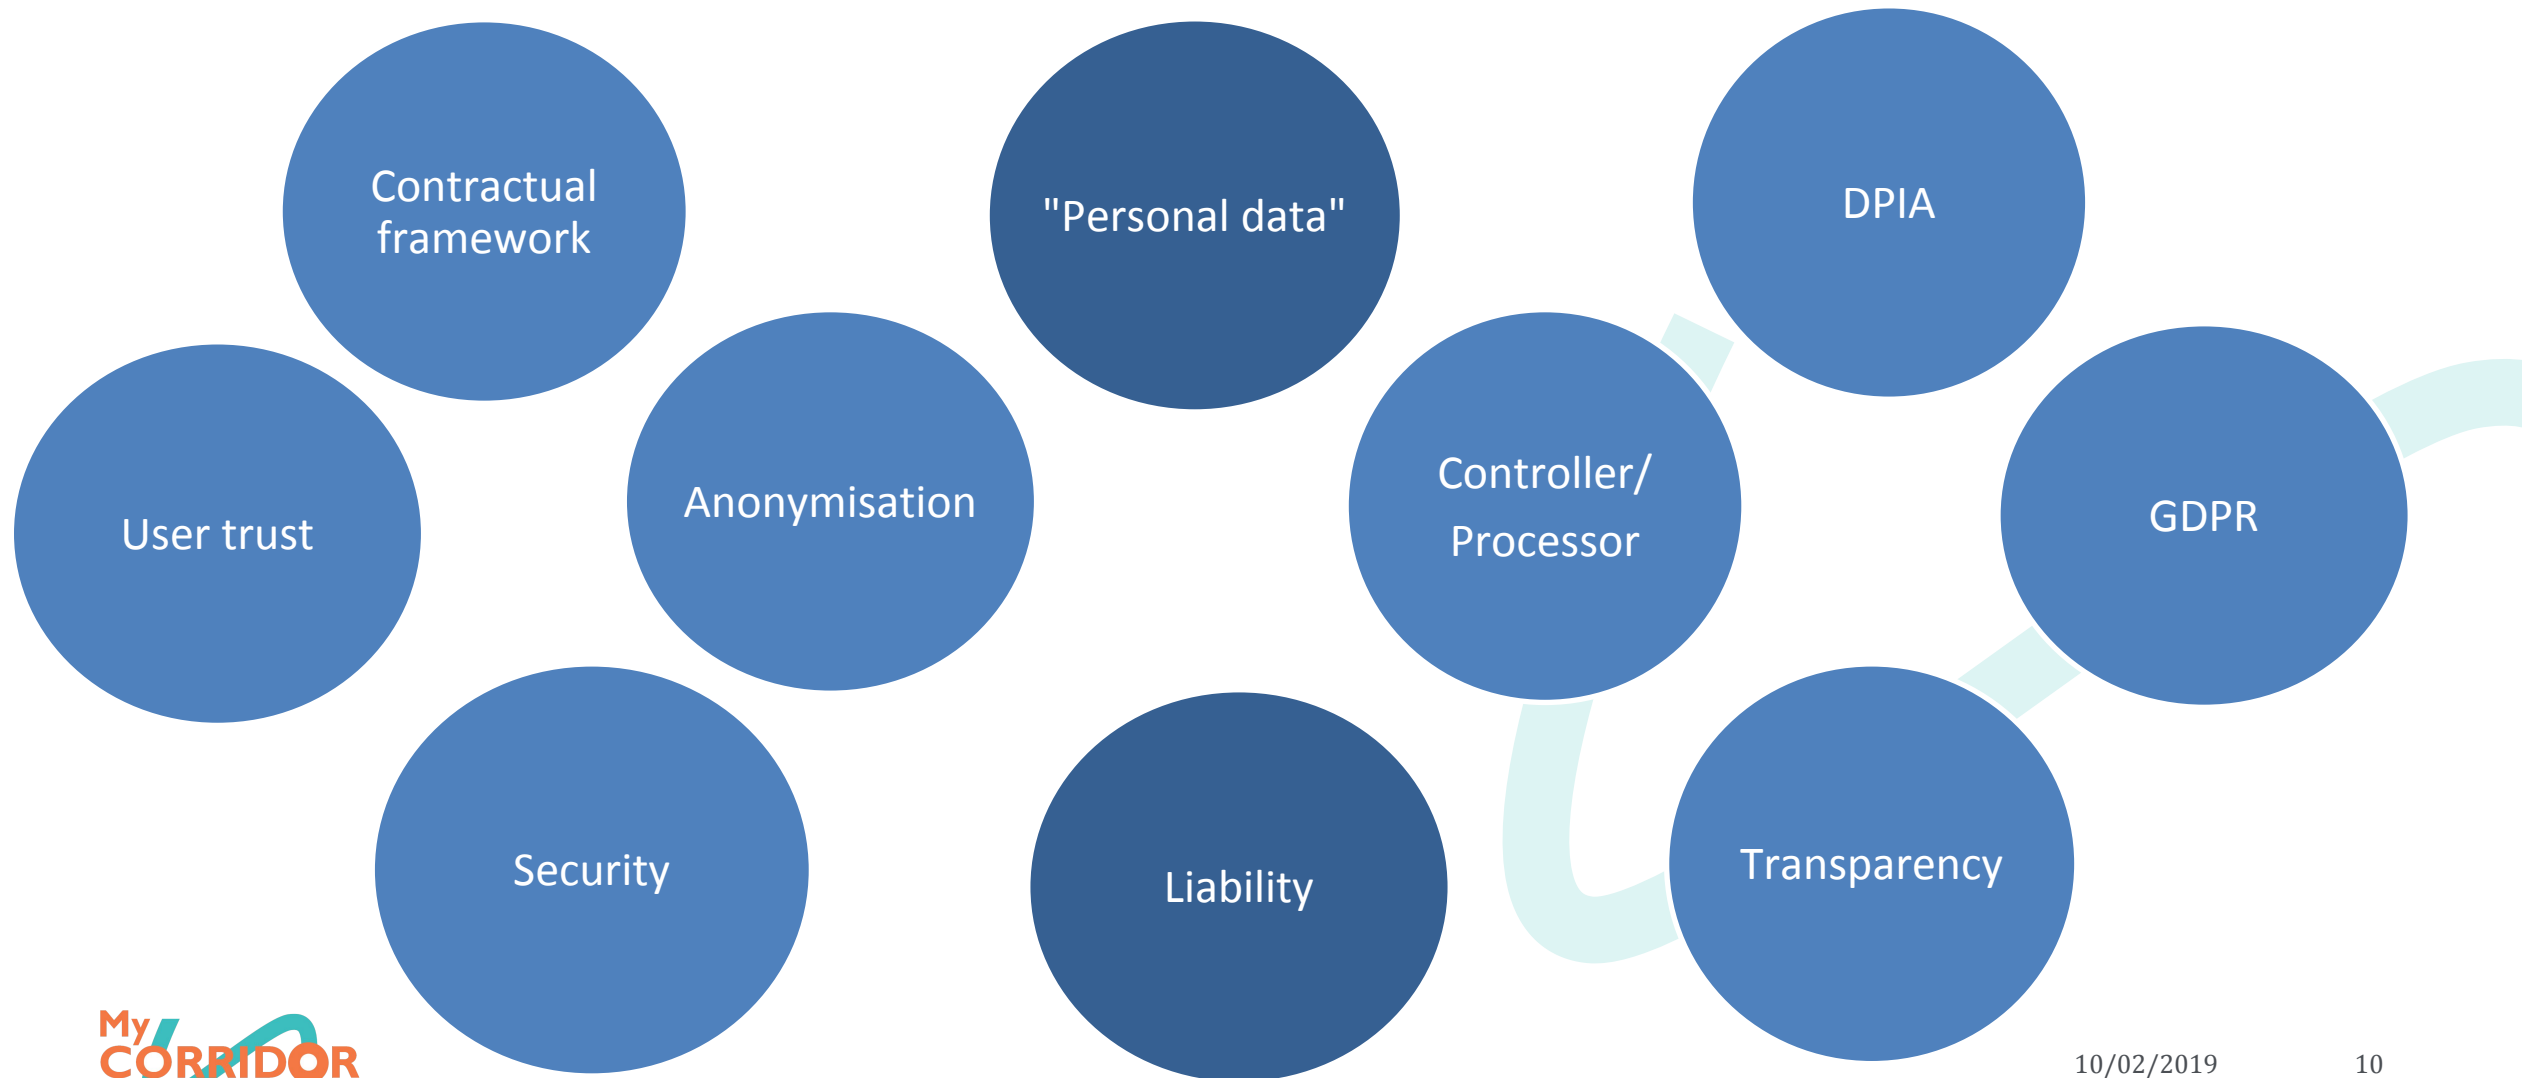 Contractual
framework
"Personal data"
DPIA
User trust
Anonymisation
Controller/
Processor
GDPR
Security
Liability
Transparency
My
CORRIDOR
10/02/2019
10